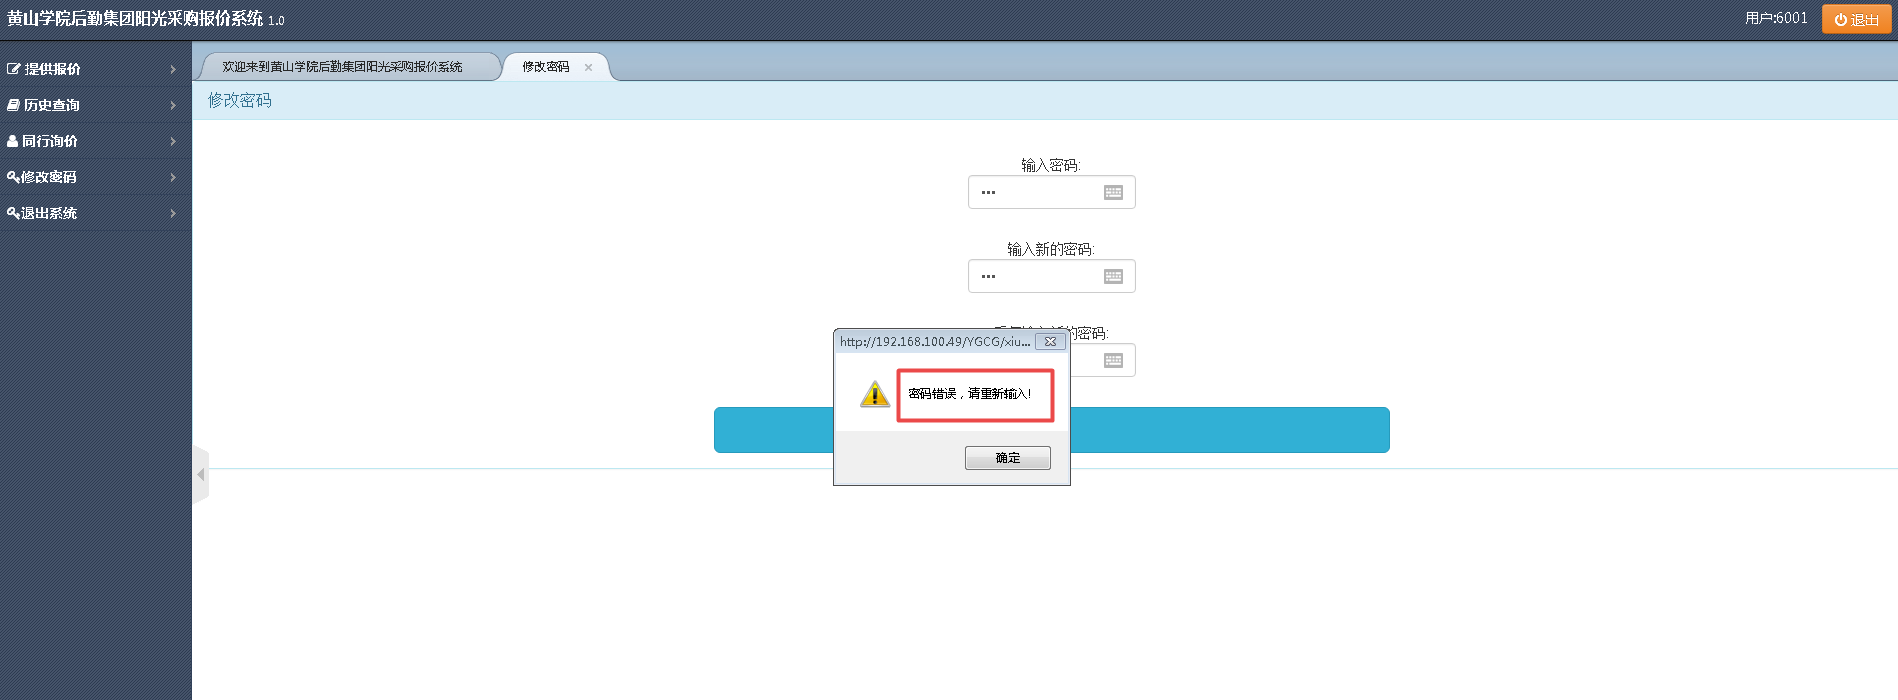 黄山学院后勤集团阳光采购报价系统 1.0
用户:6001
退出
提供报价
历史查询
同行询价
修改密码
退出系统
欢迎来到黄山学院后勤集团阳光采购报价系统
修改密码
修改密码
输入密码:
输入新的密码:
的密码:
http://192.168.100.49/YGCG/xiu...
密码错误，请重新输入!
确定